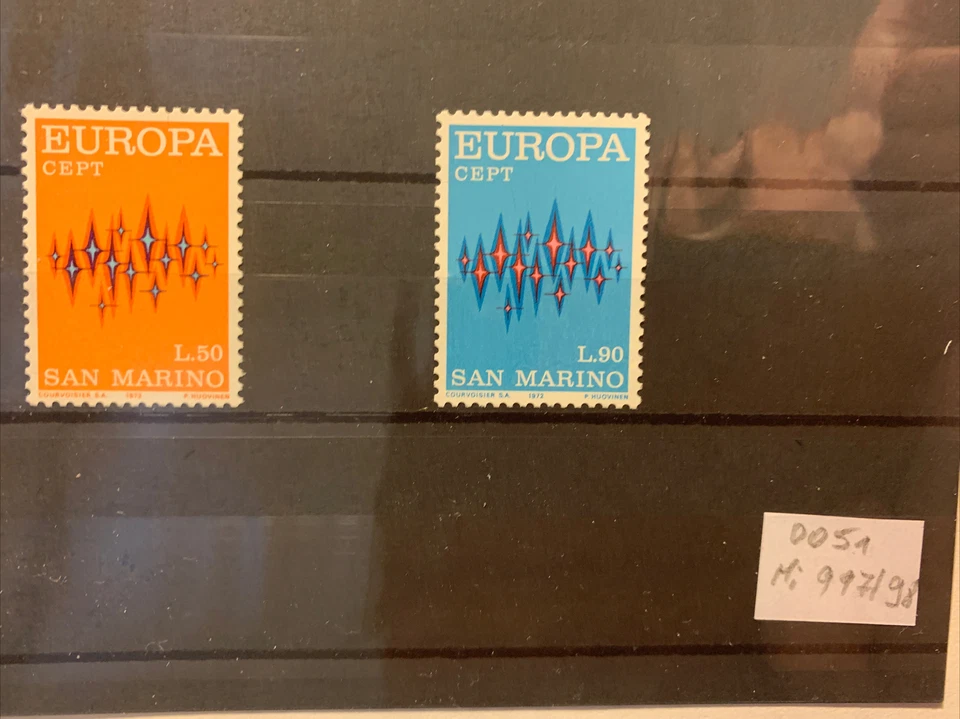 EUROPA
CEPT
L.50
SAN MARINO
COURVOISIER S.A. 1972 P. HUOVINEN
EUROPA
CEPT
L.90
SAN MARINO
COURVOISIER S.A. 1972 P. HUOVINEN
0051
Mi 997/98